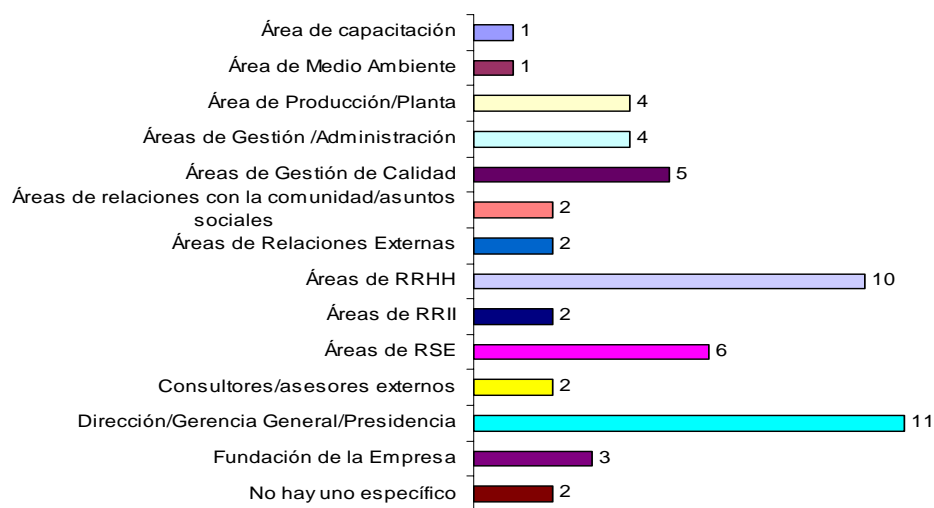 Área de capacitación 1
Área de Medio Ambiente 1
Área de Producción/Planta 4
Áreas de Gestión /Administración 4
Áreas de Gestión de Calidad 5
Áreas de relaciones con la comunidad/asuntos
sociales 2
Áreas de Relaciones Externas 2
Áreas de RRHH 10
Áreas de RRII 2
Áreas de RSE 6
Consultores/asesores externos 2
Dirección/Gerencia General/Presidencia 11
Fundación de la Empresa 3
No hay uno específico 2